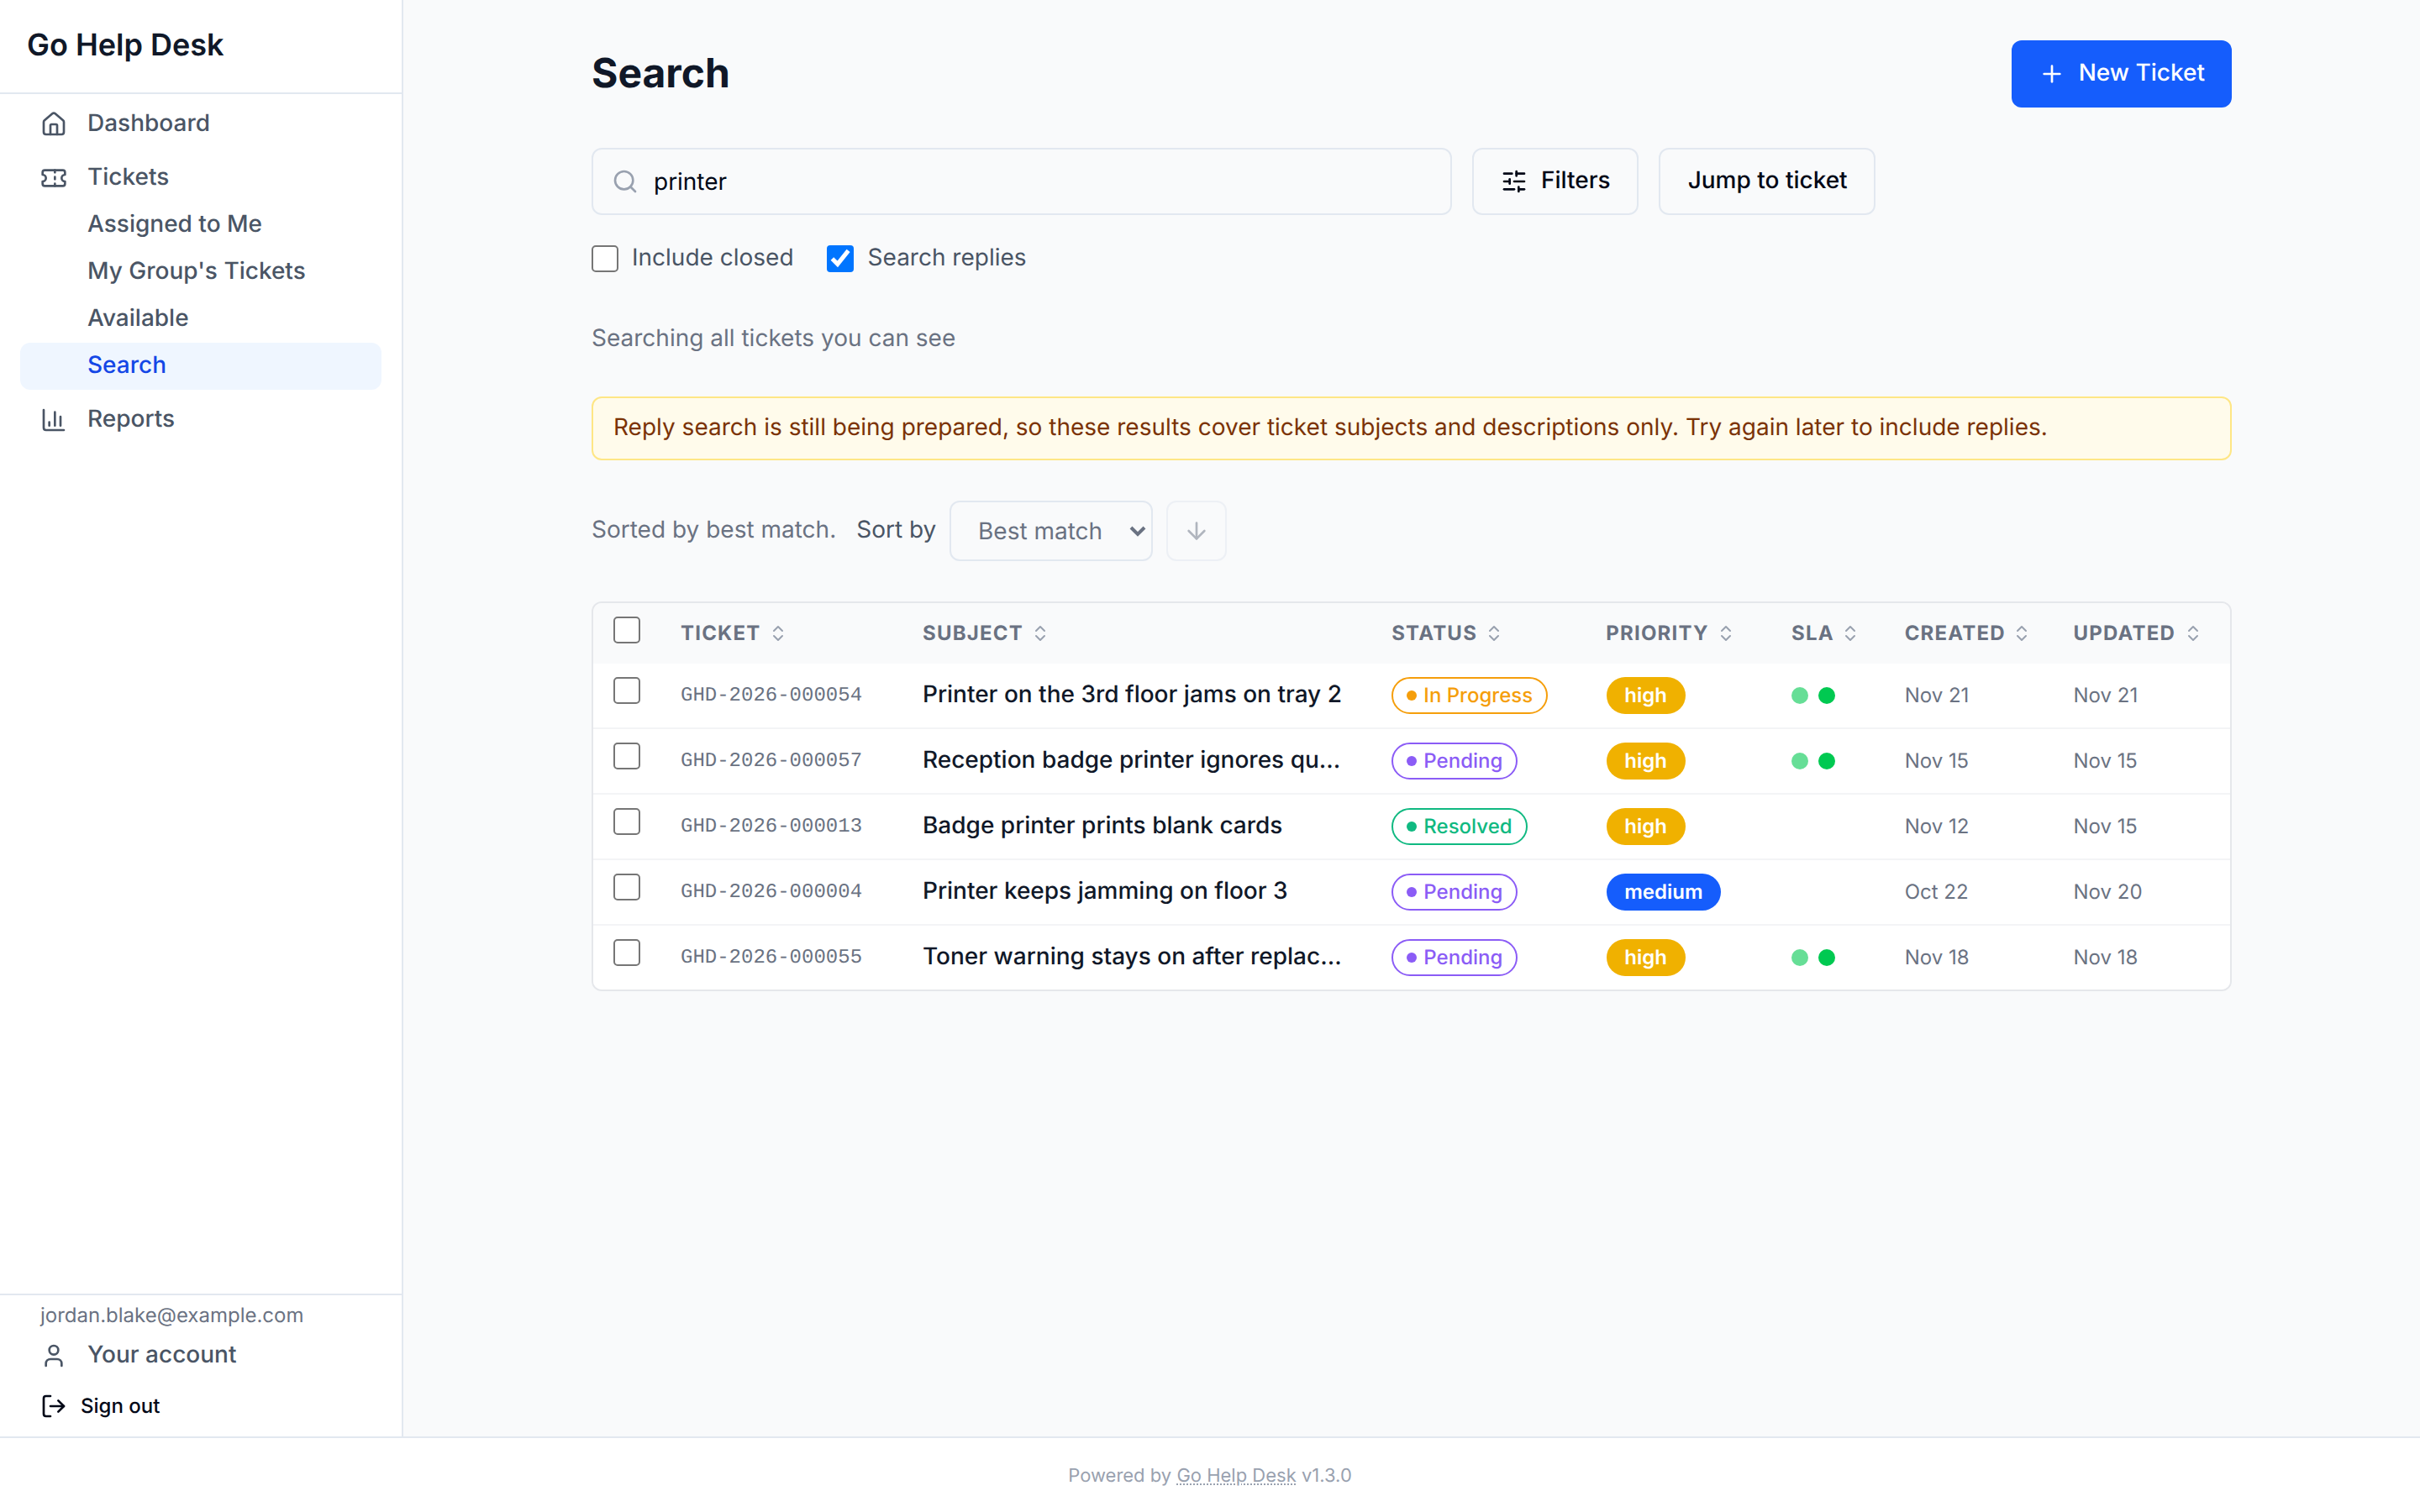 Go Help Desk
Dashboard
Tickets
Assigned to Me
My Group's Tickets
Available
Search
Reports
jordan.blake@example.com
Your account
Sign out
Search
New Ticket
printer
Filters
Jump to ticket
Include closed
Search replies
Searching all tickets you can see
Reply search is still being prepared, so these results cover ticket subjects and descriptions only. Try again later to include replies.
Sorted by best match. Sort by Best match
TICKET SUBJECT STATUS PRIORITY SLA CREATED UPDATED
GHD-2026-000054 Printer on the 3rd floor jams on tray 2 In Progress high Nov 21 Nov 21
GHD-2026-000057 Reception badge printer ignores qu... Pending high Nov 15 Nov 15
GHD-2026-000013 Badge printer prints blank cards Resolved high Nov 12 Nov 15
GHD-2026-000004 Printer keeps jamming on floor 3 Pending medium Oct 22 Nov 20
GHD-2026-000055 Toner warning stays on after replac... Pending high Nov 18 Nov 18
Powered by Go Help Desk v1.3.0